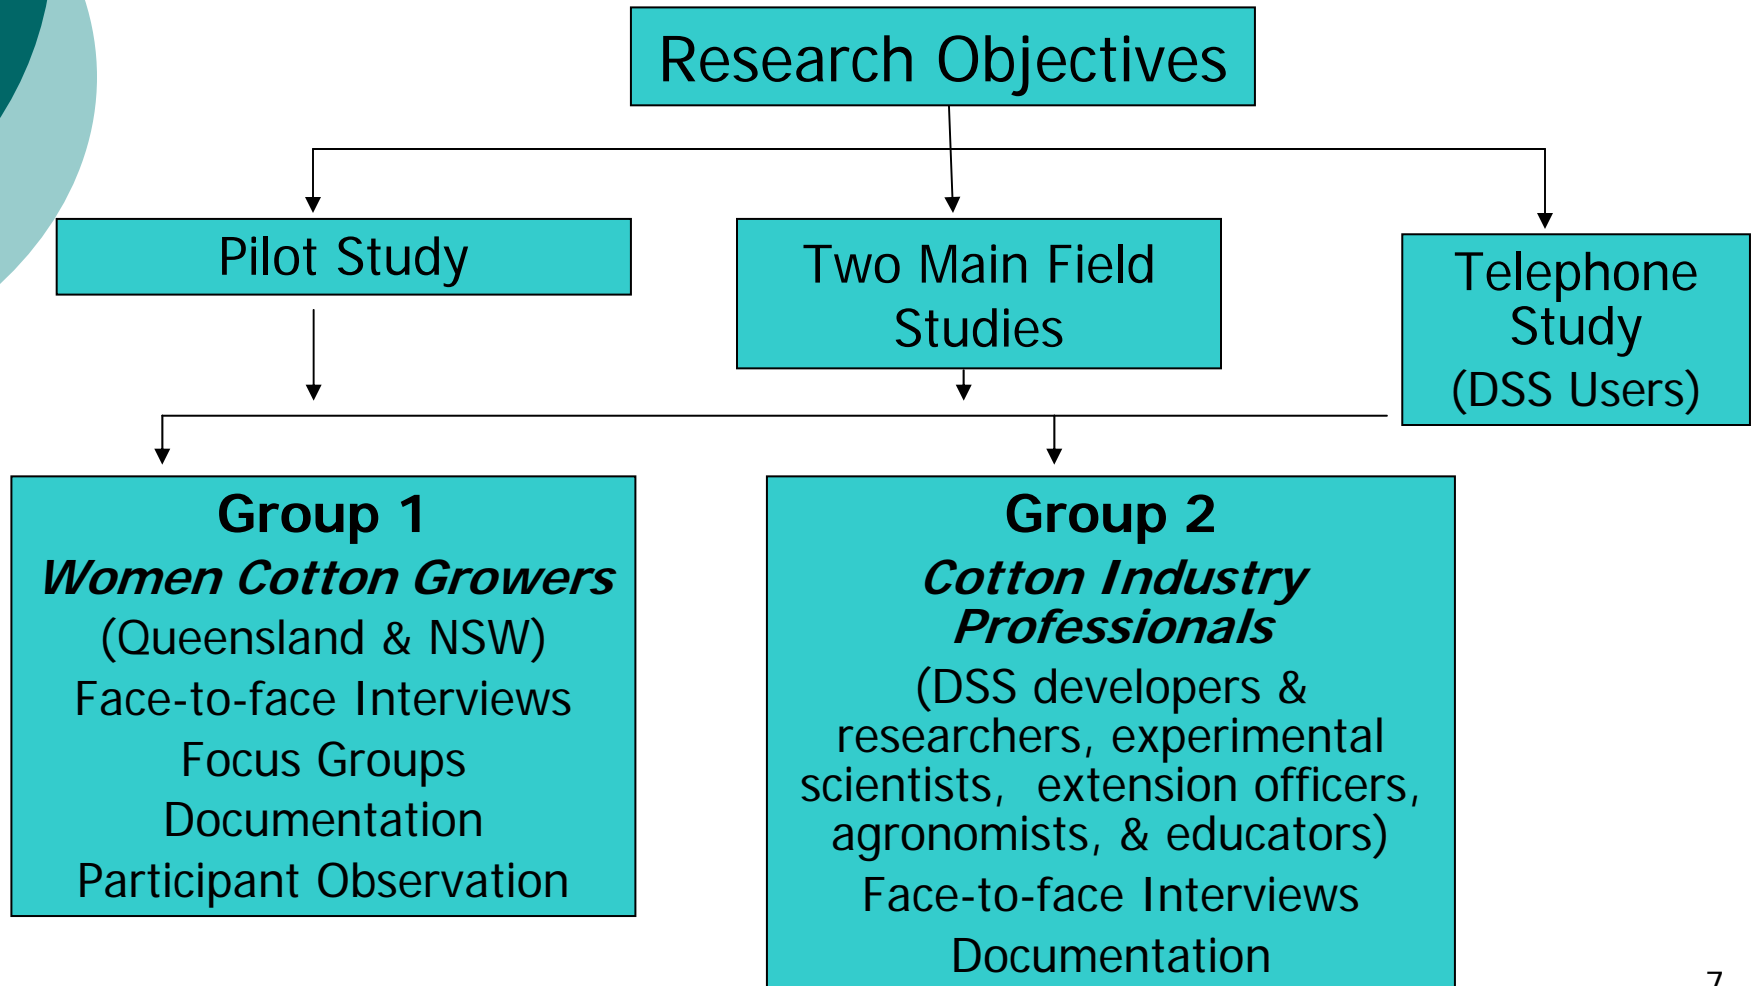 Research Objectives
Pilot Study
Two Main Field
Studies
Telephone
Study
(DSS Users)
Group 1
Women Cotton Growers
(Queensland & NSW)
Face-to-face Interviews
Focus Groups
Documentation
Participant Observation
Group 2
Cotton Industry
Professionals
(DSS developers &
researchers, experimental
scientists, extension officers,
agronomists, & educators)
Face-to-face Interviews
Documentation
7